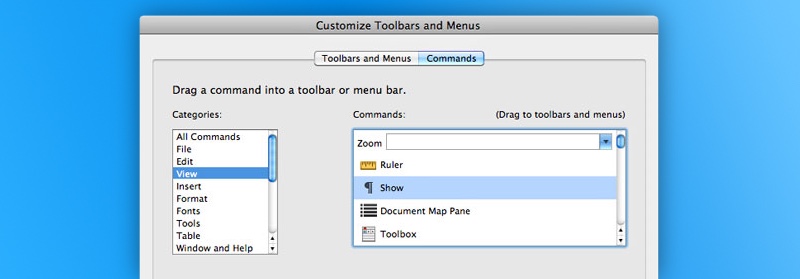 Customize Toolbars and Menus
Toolbars and Menus Commands
Drag a command into a toolbar or menu bar.
Categories: Commands: (Drag to toolbars and menus)
All Commands
File
Edit
View
Insert
Format
Fonts
Tools
Table
Window and Help
Zoom
Ruler
¶ Show
Document Map Pane
Toolbox